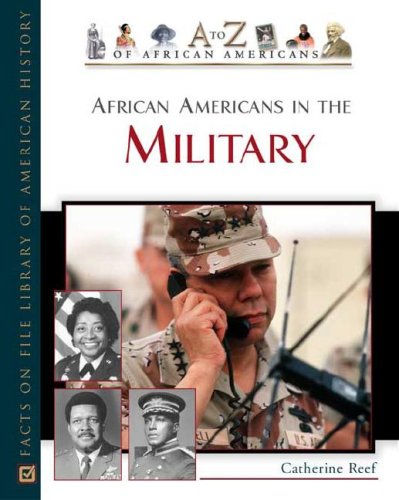 A TO Z
OF AFRICAN AMERICANS
AFRICAN AMERICANS IN THE
MILITARY
FACTS ON FILE LIBRARY OF AMERICAN HISTORY
U.S. A
Catherine Reef